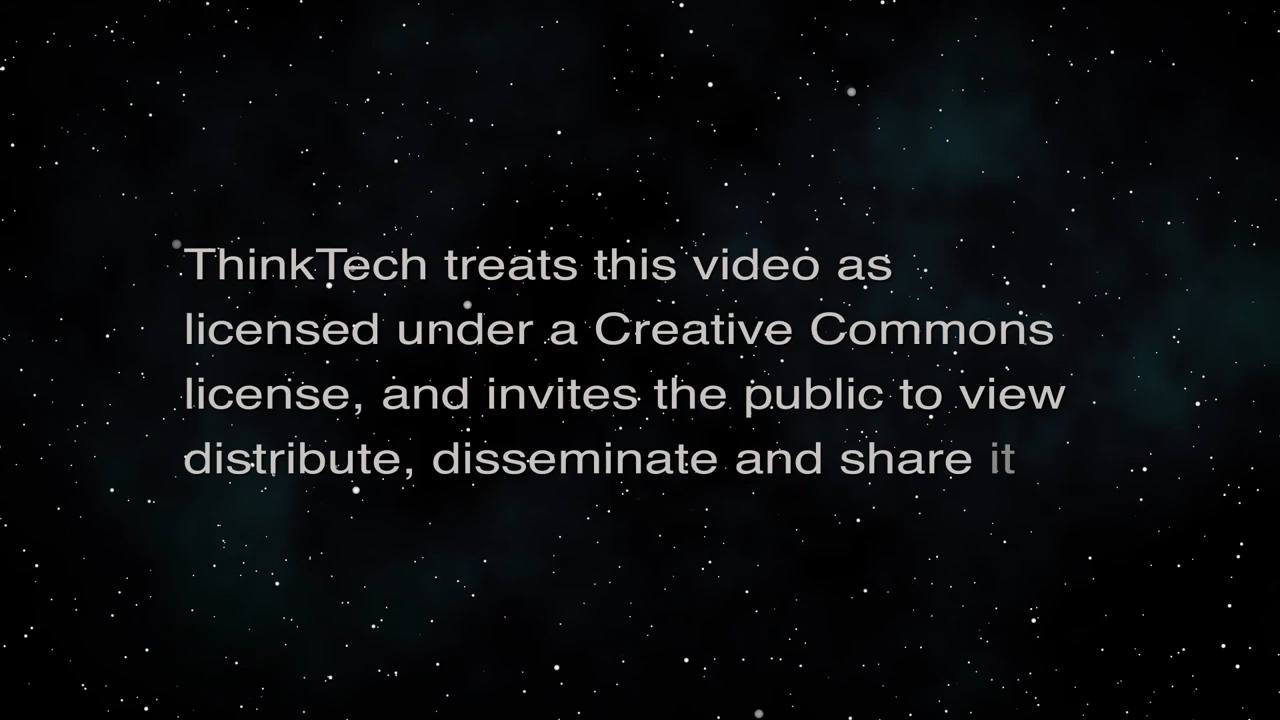 ThinkTech treats this video as
licensed under a Creative Commons
license, and invites the public to view
distribute, disseminate and share it